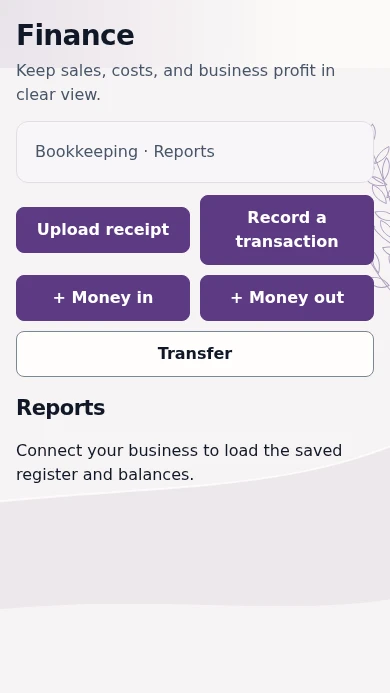 Finance
Keep sales, costs, and business profit in
clear view.
Bookkeeping · Reports
Upload receipt
Record a
transaction
+ Money in
+ Money out
Transfer
Reports
Connect your business to load the saved
register and balances.